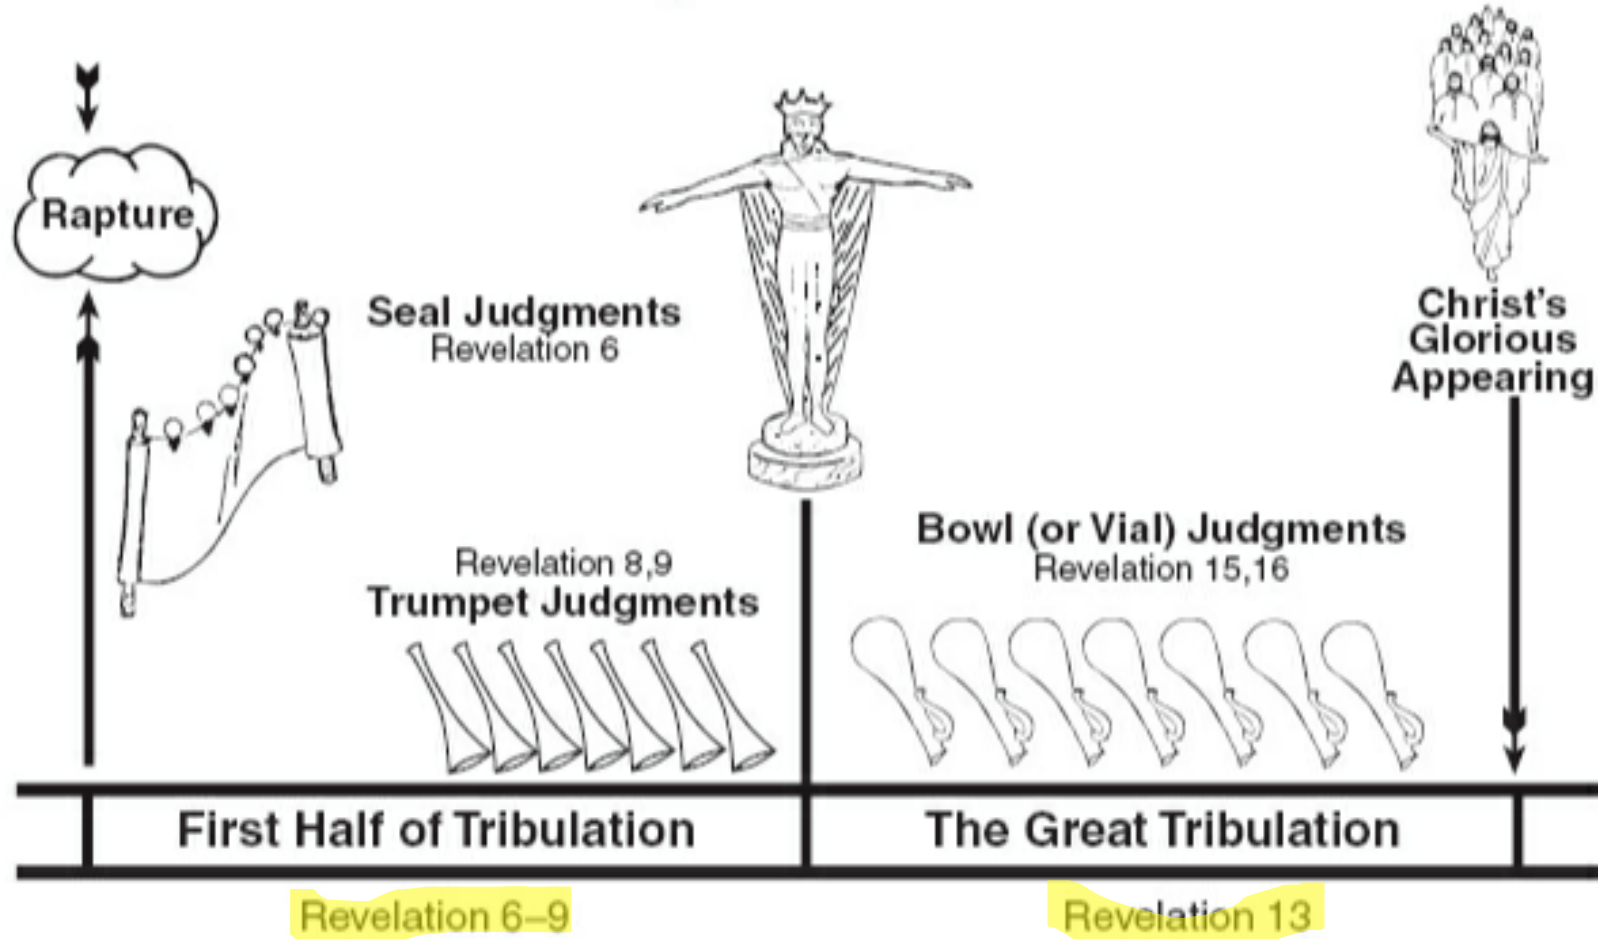 Rapture
Seal Judgments
Revelation 6
Revelation 8,9
Trumpet Judgments
Bowl (or Vial) Judgments
Revelation 15,16
Christ's
Glorious
Appearing
First Half of Tribulation
The Great Tribulation
Revelation 6–9
Revelation 13